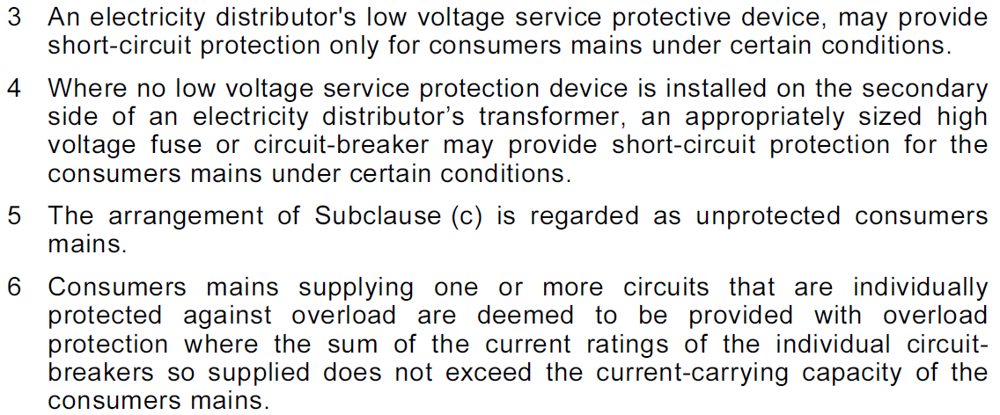 3 An electricity distributor's low voltage service protective device, may provide
short-circuit protection only for consumers mains under certain conditions.
4 Where no low voltage service protection device is installed on the secondary
side of an electricity distributor’s transformer, an appropriately sized high
voltage fuse or circuit-breaker may provide short-circuit protection for the
consumers mains under certain conditions.
5 The arrangement of Subclause (c) is regarded as unprotected consumers
mains.
6 Consumers mains supplying one or more circuits that are individually
protected against overload are deemed to be provided with overload
protection where the sum of the current ratings of the individual circuit-
breakers so supplied does not exceed the current-carrying capacity of the
consumers mains.